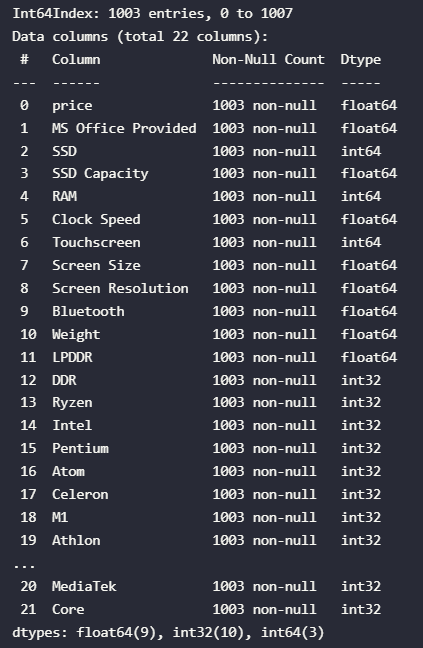 Int64Index: 1003 entries, 0 to 1007
Data columns (total 22 columns):
 #   Column              Non-Null Count  Dtype
---  ------              --------------  -----
 0   price               1003 non-null   float64
 1   MS Office Provided  1003 non-null   float64
 2   SSD                 1003 non-null   int64
 3   SSD Capacity        1003 non-null   float64
 4   RAM                 1003 non-null   int64
 5   Clock Speed         1003 non-null   float64
 6   Touchscreen         1003 non-null   int64
 7   Screen Size         1003 non-null   float64
 8   Screen Resolution   1003 non-null   float64
 9   Bluetooth           1003 non-null   float64
 10  Weight              1003 non-null   float64
 11  LPDDR               1003 non-null   float64
 12  DDR                 1003 non-null   int32
 13  Ryzen               1003 non-null   int32
 14  Intel               1003 non-null   int32
 15  Pentium             1003 non-null   int32
 16  Atom                1003 non-null   int32
 17  Celeron             1003 non-null   int32
 18  M1                  1003 non-null   int32
 19  Athlon              1003 non-null   int32
...
 20  MediaTek            1003 non-null   int32
 21  Core                1003 non-null   int32
dtypes: float64(9), int32(10), int64(3)